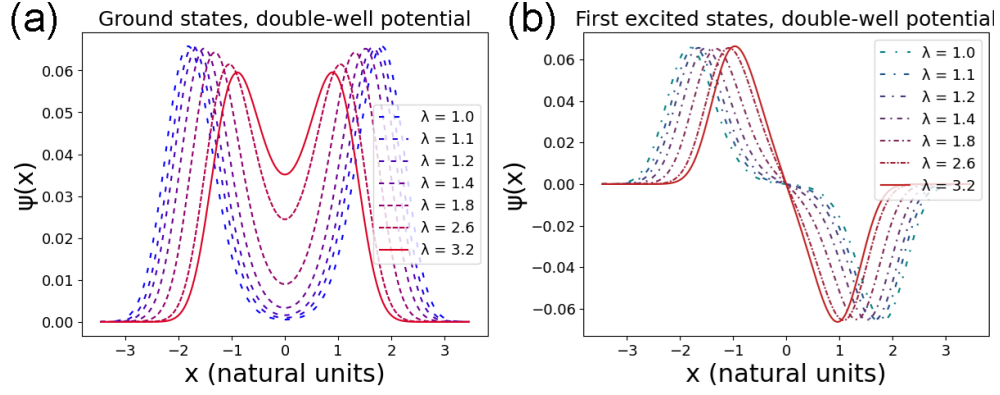 (a)
Ground states, double-well potential
0.06
0.05
0.04
0.03
0.02
0.01
0.00
ψ(x)
−3
−2
−1
0
1
2
3
x (natural units)
λ = 1.0
λ = 1.1
λ = 1.2
λ = 1.4
λ = 1.8
λ = 2.6
λ = 3.2
(b)
First excited states, double-well potential
0.06
0.04
0.02
0.00
−0.02
−0.04
−0.06
ψ(x)
−3
−2
−1
0
1
2
3
x (natural units)
λ = 1.0
λ = 1.1
λ = 1.2
λ = 1.4
λ = 1.8
λ = 2.6
λ = 3.2